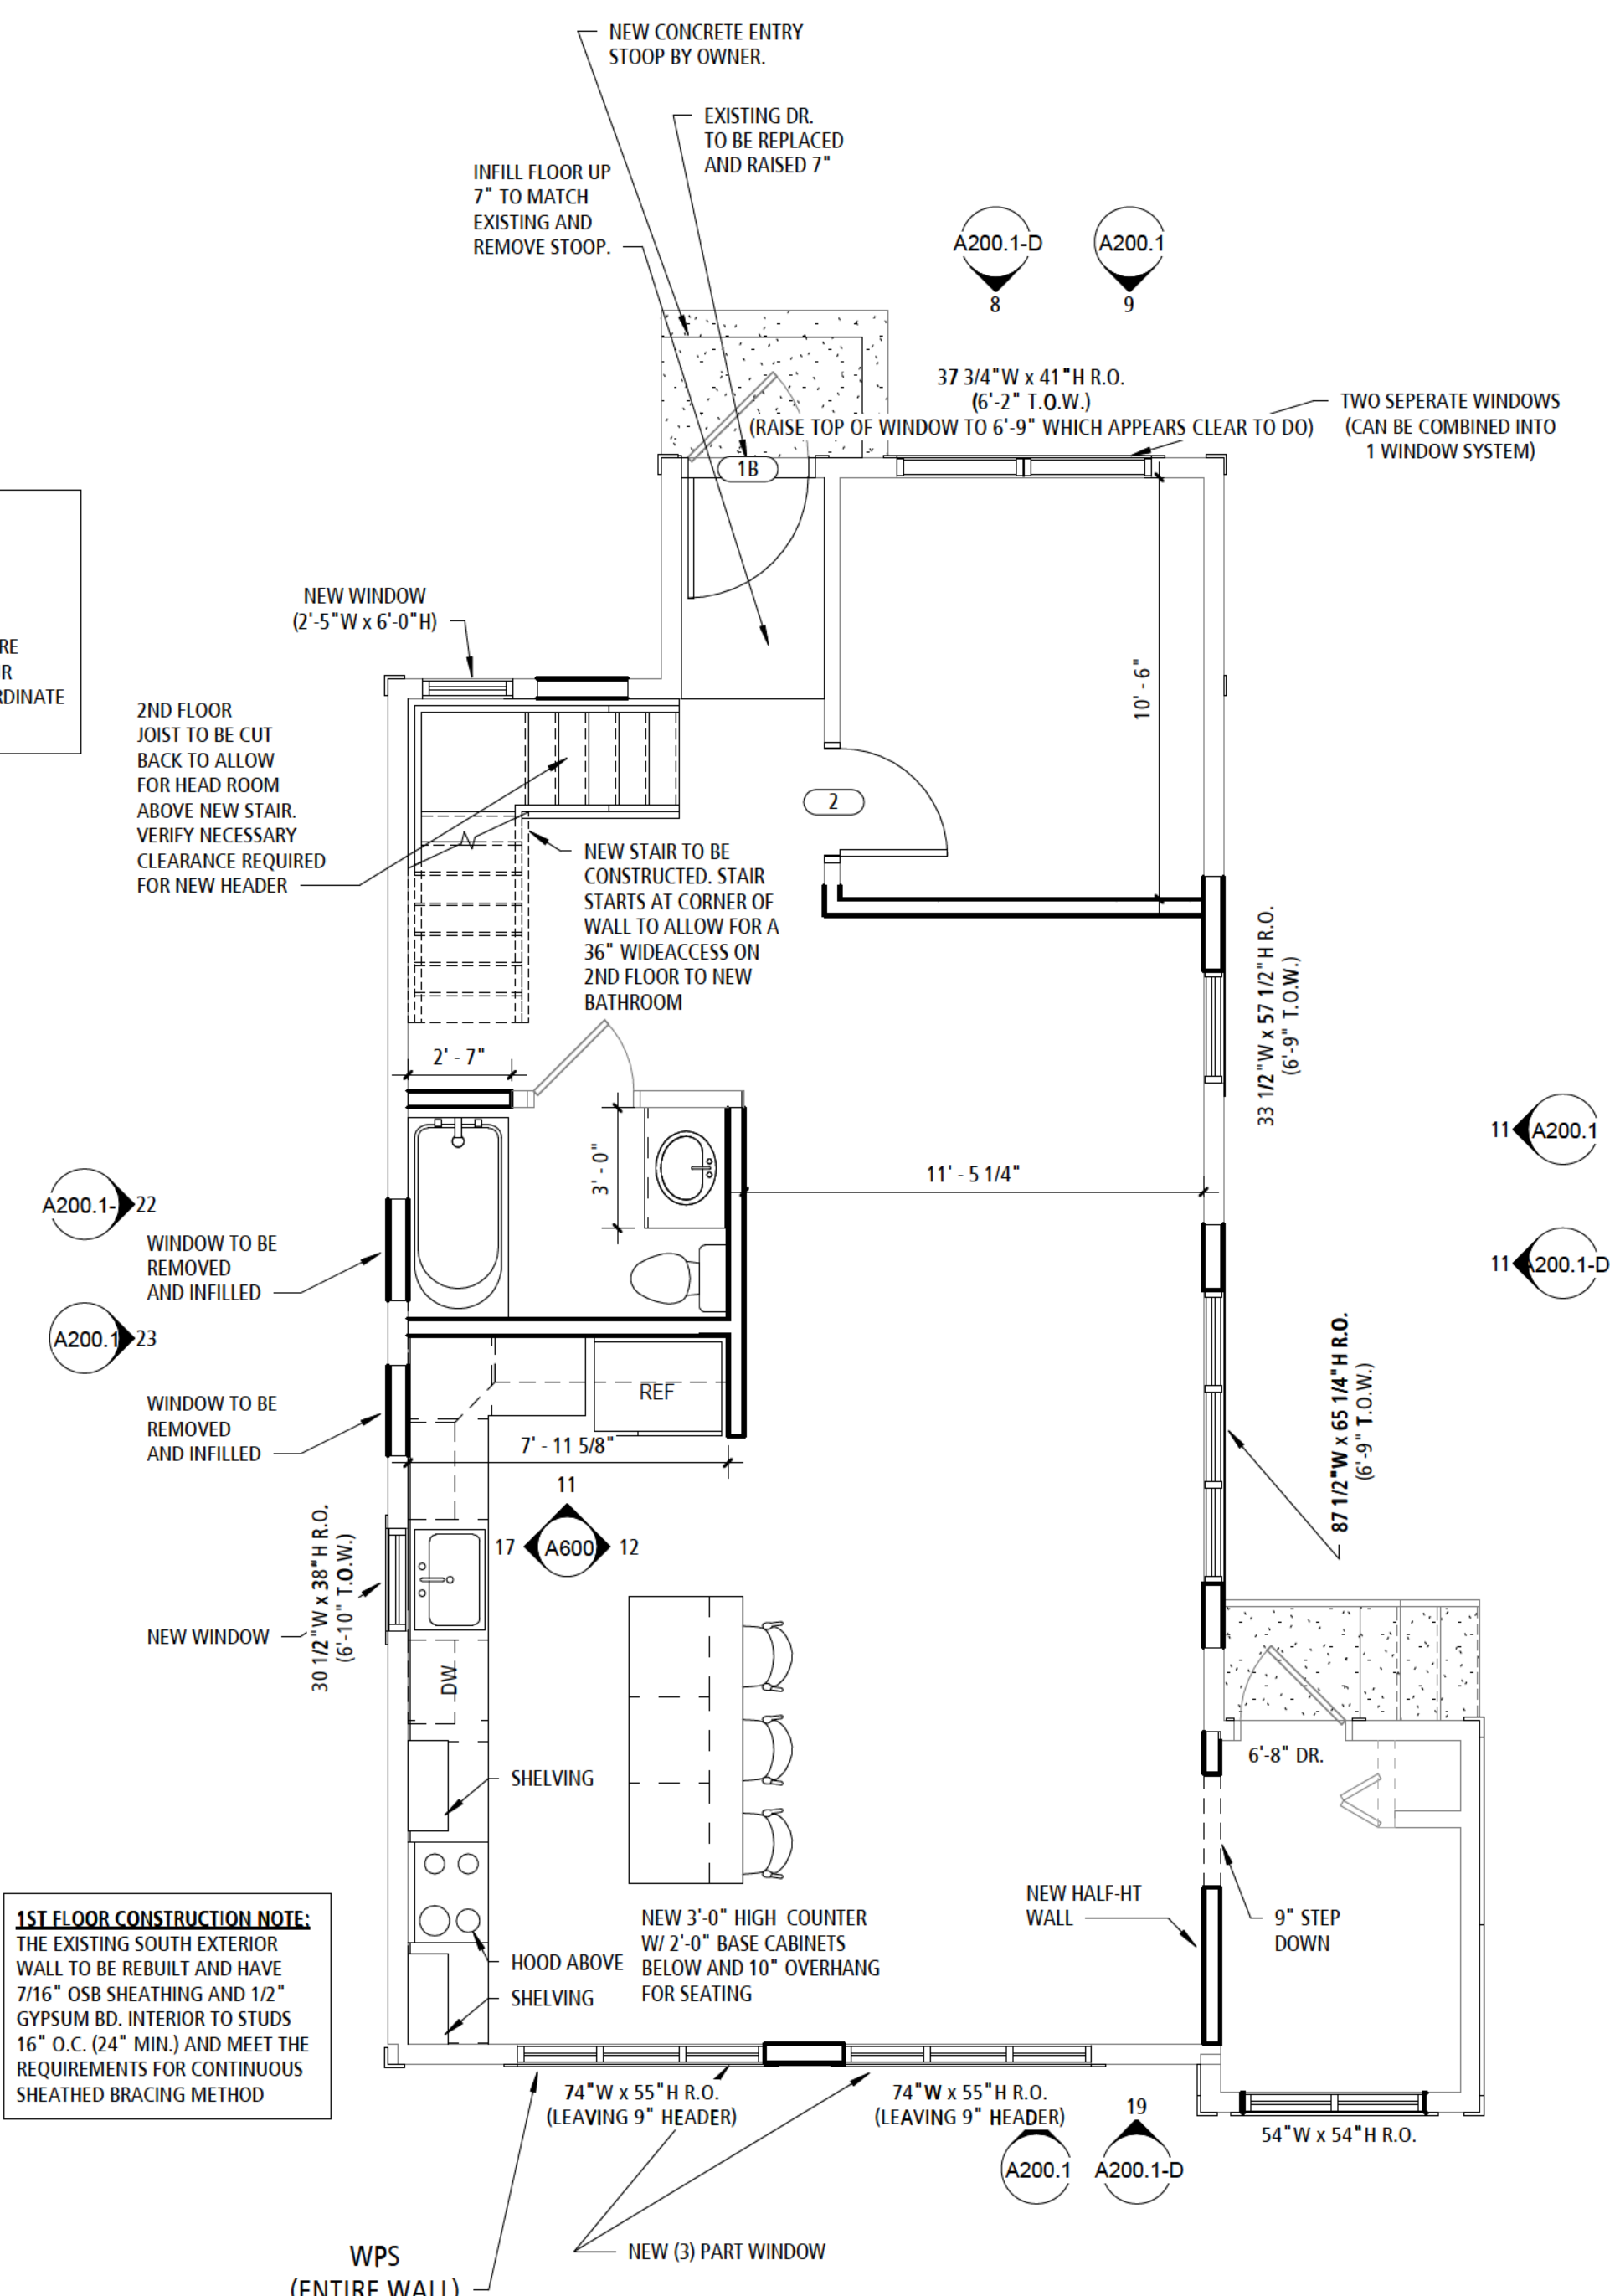 NEW CONCRETE ENTRY
STOOP BY OWNER.
EXISTING DR.
TO BE REPLACED
AND RAISED 7"
INFILL FLOOR UP
7" TO MATCH
EXISTING AND
REMOVE STOOP.
A200.1-D
8
A200.1
9
37 3/4"W x 41"H R.O.
(6'-2" T.O.W.)
(RAISE TOP OF WINDOW TO 6'-9" WHICH APPEARS CLEAR TO DO)
TWO SEPERATE WINDOWS
(CAN BE COMBINED INTO
1 WINDOW SYSTEM)
1B
NEW WINDOW
(2'-5"W x 6'-0"H)
RE
R
RDINATE
10' - 6"
2ND FLOOR
JOIST TO BE CUT
BACK TO ALLOW
FOR HEAD ROOM
ABOVE NEW STAIR.
VERIFY NECESSARY
CLEARANCE REQUIRED
FOR NEW HEADER
2
NEW STAIR TO BE
CONSTRUCTED. STAIR
STARTS AT CORNER OF
WALL TO ALLOW FOR A
36" WIDEACCESS ON
2ND FLOOR TO NEW
BATHROOM
33 1/2"W x 57 1/2"H R.O.
(6'-9" T.O.W.)
2' - 7"
3' - 0"
11' - 5 1/4"
11 A200.1
A200.1- 22
WINDOW TO BE
REMOVED
AND INFILLED
11 A200.1-D
A200.1 23
87 1/2"W x 65 1/4"H R.O.
(6'-9" T.O.W.)
REF
WINDOW TO BE
REMOVED
AND INFILLED
7' - 11 5/8"
11
17 A600 12
30 1/2"W x 38"H R.O.
(6'-10" T.O.W.)
NEW WINDOW
DW
6'-8" DR.
SHELVING
NEW HALF-HT
WALL
9" STEP
DOWN
1ST FLOOR CONSTRUCTION NOTE:
THE EXISTING SOUTH EXTERIOR
WALL TO BE REBUILT AND HAVE
7/16" OSB SHEATHING AND 1/2"
GYPSUM BD. INTERIOR TO STUDS
16" O.C. (24" MIN.) AND MEET THE
REQUIREMENTS FOR CONTINUOUS
SHEATHED BRACING METHOD
HOOD ABOVE
SHELVING
NEW 3'-0" HIGH COUNTER
W/ 2'-0" BASE CABINETS
BELOW AND 10" OVERHANG
FOR SEATING
74"W x 55"H R.O.
(LEAVING 9" HEADER)
74"W x 55"H R.O.
(LEAVING 9" HEADER)
19
A200.1
A200.1-D
54"W x 54"H R.O.
NEW (3) PART WINDOW
WPS
(ENTIRE WALL)